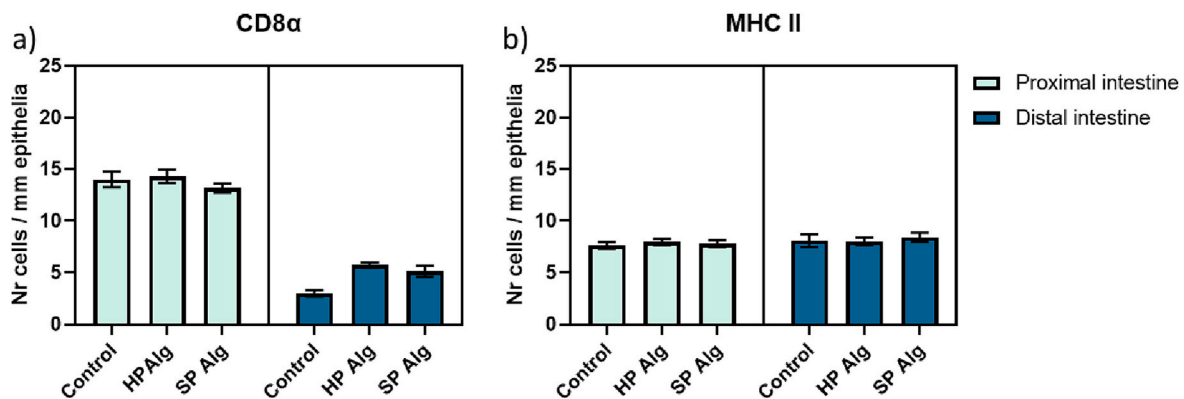 a)
CD8α
Nr cells / mm epithelia
25
20
15
10
5
0
Control
HPAlg
SP Alg
Control
HP Alg
SP Alg
b)
MHC II
Nr cells / mm epithelia
25
20
15
10
5
0
Control
HP Alg
SP Alg
Control
HP Alg
SP Alg
Proximal intestine
Distal intestine